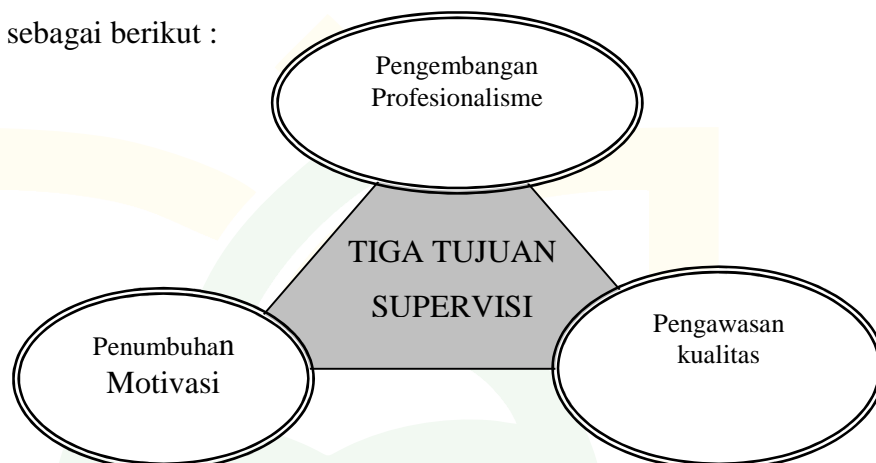 sebagai berikut :
Pengembangan
Profesionalisme
TIGA TUJUAN
SUPERVISI
Penumbuhan
Motivasi
Pengawasan
kualitas